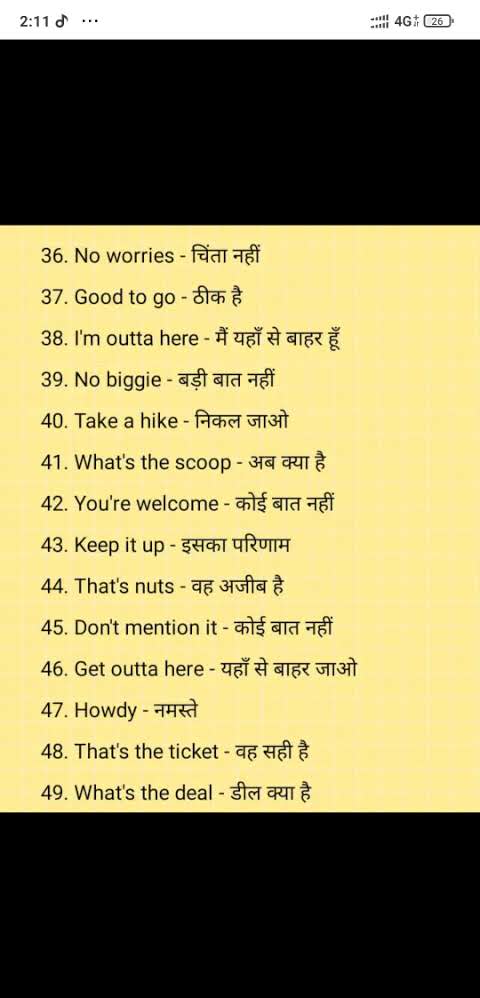 2:11 ...
4G 26
36. No worries - चिंता नहीं
37. Good to go - ठीक है
38. I'm outta here - मैं यहाँ से बाहर हूँ
39. No biggie - बड़ी बात नहीं
40. Take a hike - निकल जाओ
41. What's the scoop - अब क्या है
42. You're welcome - कोई बात नहीं
43. Keep it up - इसका परिणाम
44. That's nuts - वह अजीब है
45. Don't mention it - कोई बात नहीं
46. Get outta here - यहाँ से बाहर जाओ
47. Howdy - नमस्ते
48. That's the ticket - वह सही है
49. What's the deal - डील क्या है